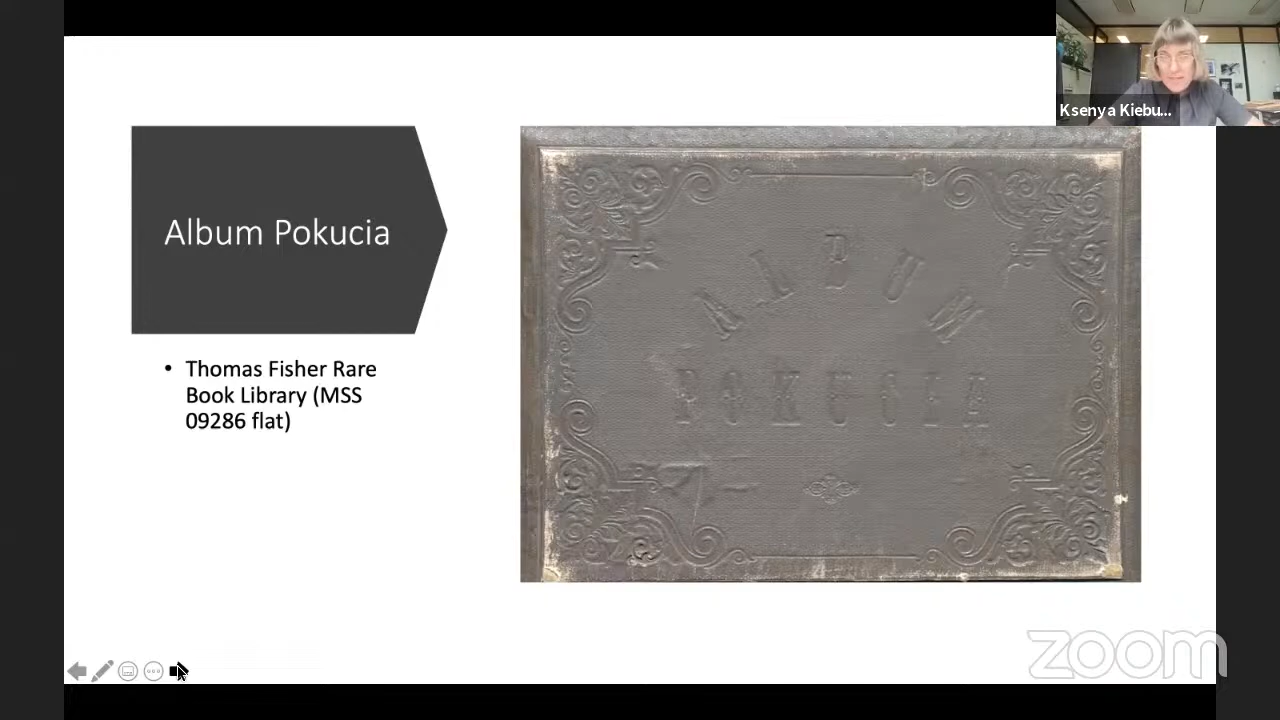 Ksenya Kiebu...
Album Pokucia
Thomas Fisher Rare
Book Library (MSS
09286 flat)
ALBUM
POKUCIA
zoom